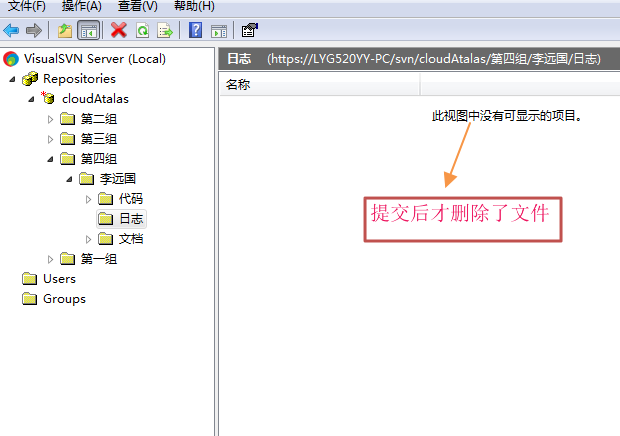 文件(F) 操作(A) 查看(V) 帮助(H)
VisualSVN Server (Local)
Repositories
cloudAtalas
第二组
第三组
第四组
李远国
代码
日志
文档
第一组
Users
Groups
日志 (https://LYG520YY-PC/svn/cloudAtalas/第四组/李远国/日志)
名称
此视图中没有可显示的项目。
提交后才删除了文件